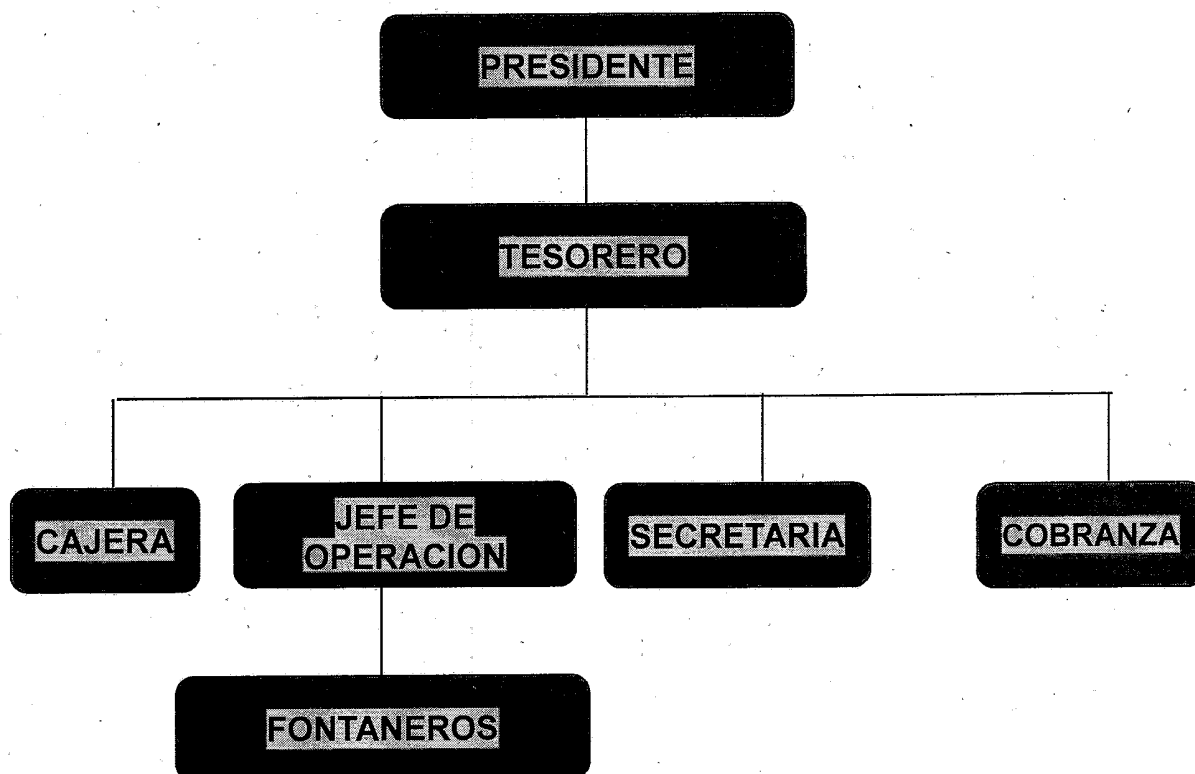 PRESIDENTE
TESORERO
CAJERA
JEFE DE
OPERACION
SECRETARIA
COBRANZA
FONTANEROS